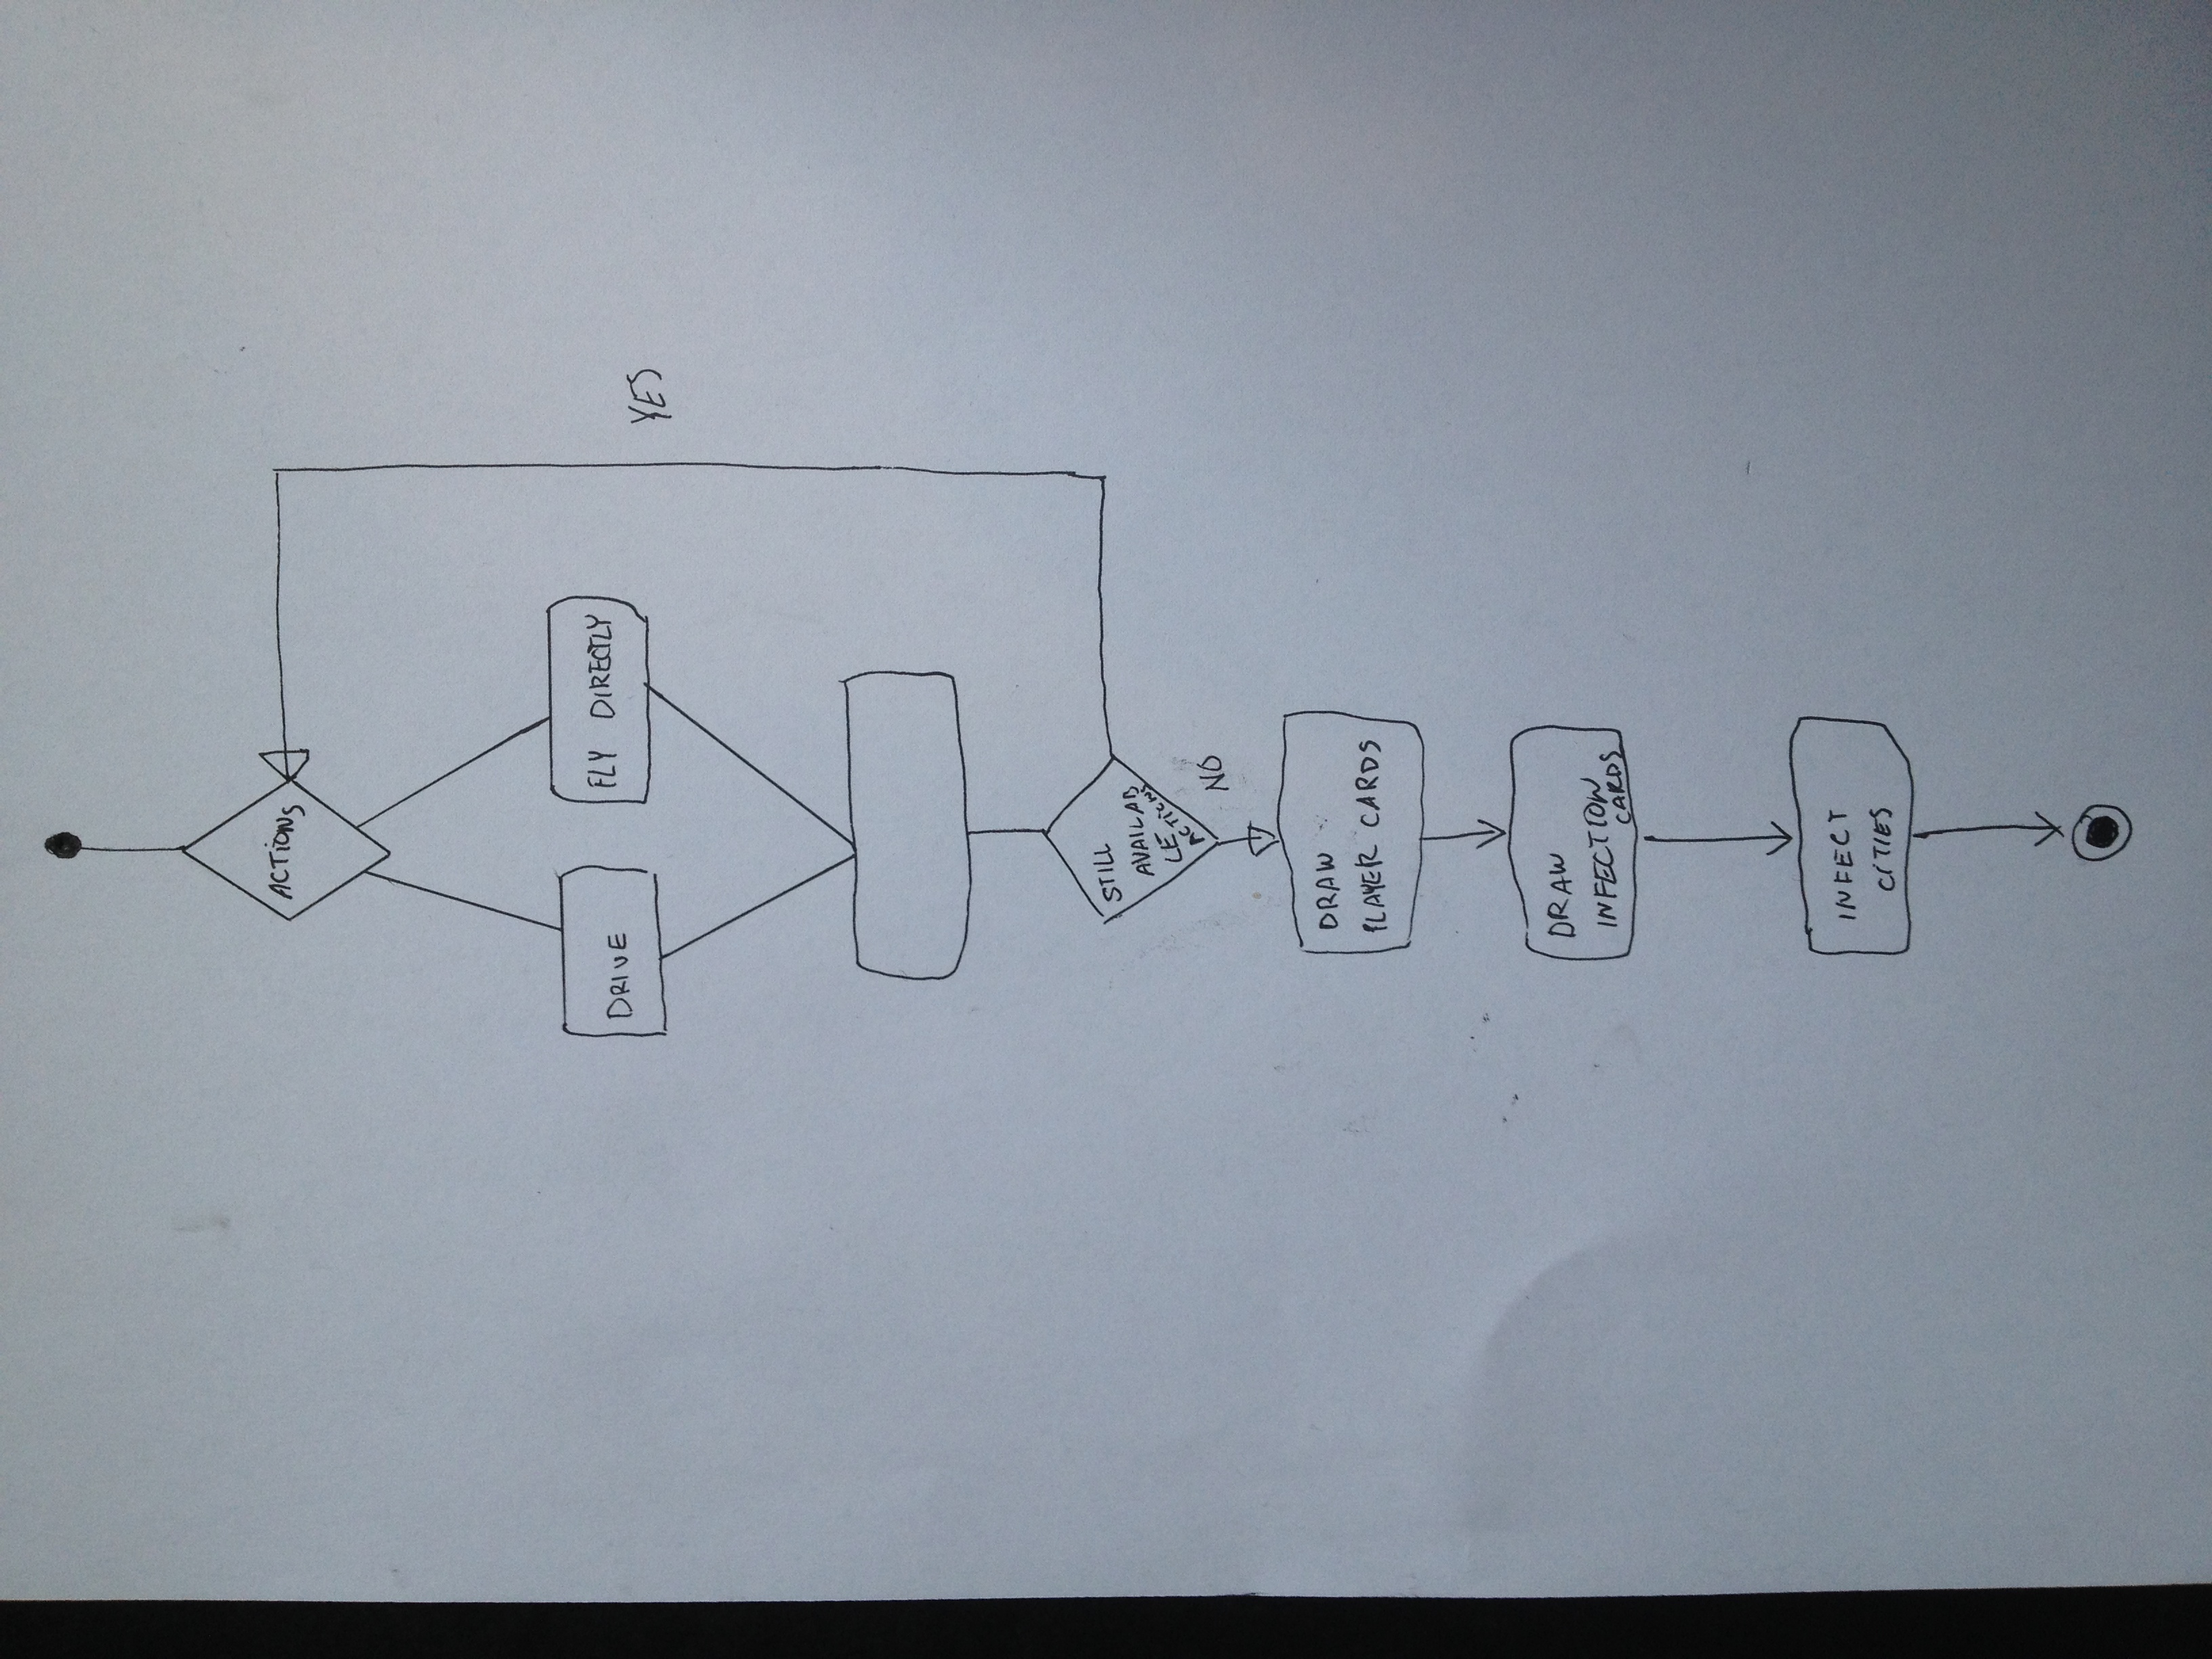 ACTIONS
DRIVE
FLY DIRECTLY
YES
STILL
AVAILAB
LE
ACTIONS
NO
DRAW
PLAYER CARDS
DRAW
INFECTION
CARDS
INFECT
CITIES